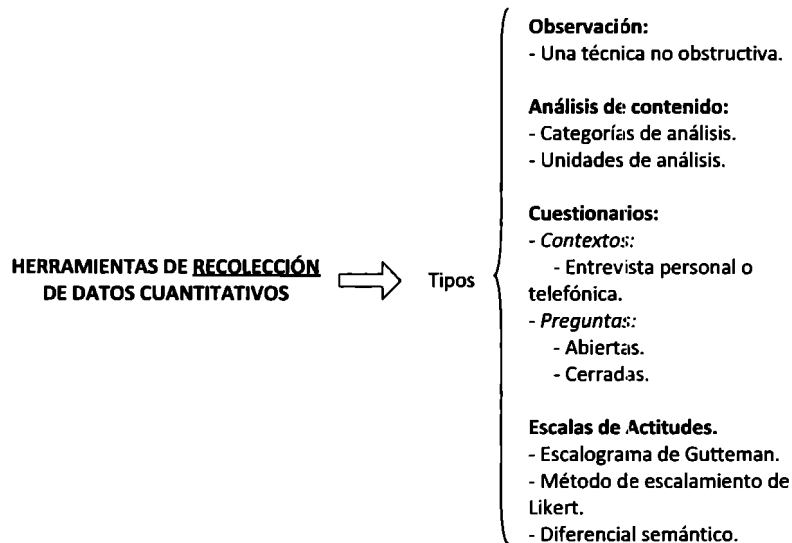 Observación:
- Una técnica no obstructiva.
Análisis de contenido:
- Categorías de análisis.
- Unidades de análisis.
Cuestionarios:
- Contextos:
- Entrevista personal o
telefónica.
- Preguntas:
- Abiertas.
- Cerradas.
Escalas de Actitudes.
- Escalograma de Gutteman.
- Método de escalamiento de
Likert.
- Diferencial semántico.
HERRAMIENTAS DE RECOLECCIÓN
DE DATOS CUANTITATIVOS
Tipos